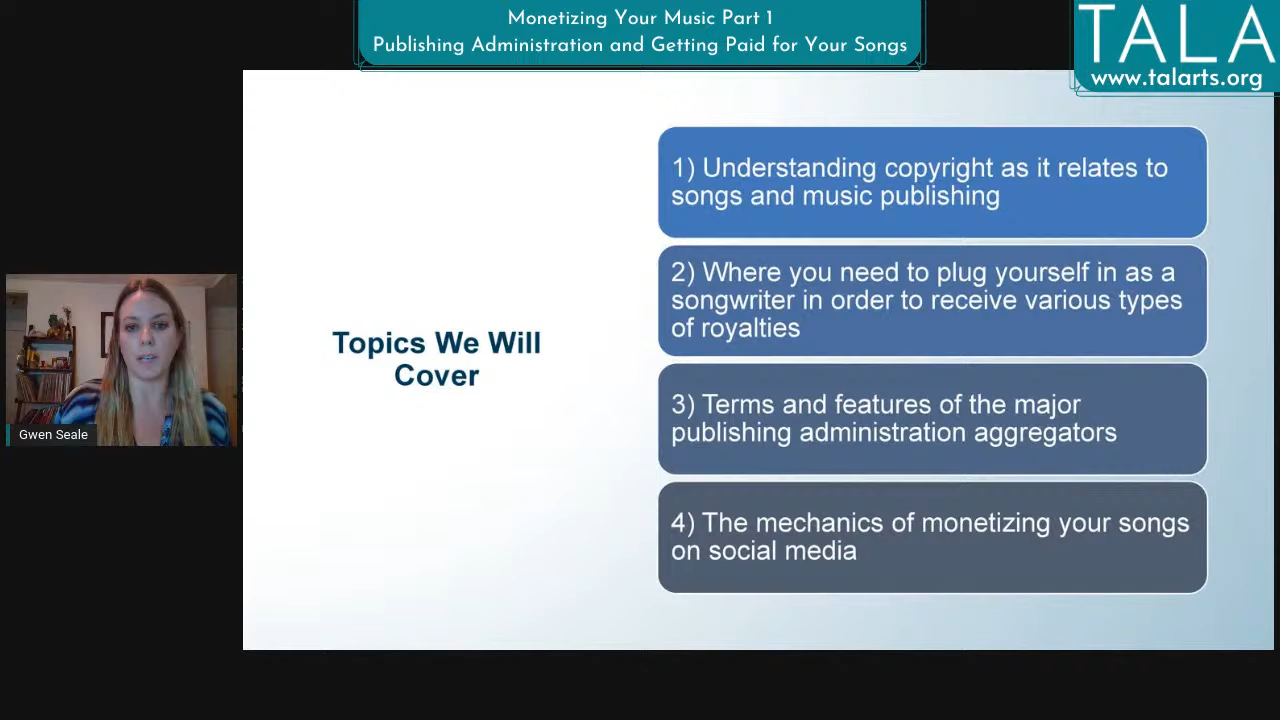 Monetizing Your Music Part 1
Publishing Administration and Getting Paid for Your Songs
TALA
www.talarts.org
1) Understanding copyright as it relates to
songs and music publishing
2) Where you need to plug yourself in as a
songwriter in order to receive various types
of royalties
Topics We Will
Cover
3) Terms and features of the major
publishing administration aggregators
4) The mechanics of monetizing your songs
on social media
Gwen Seale